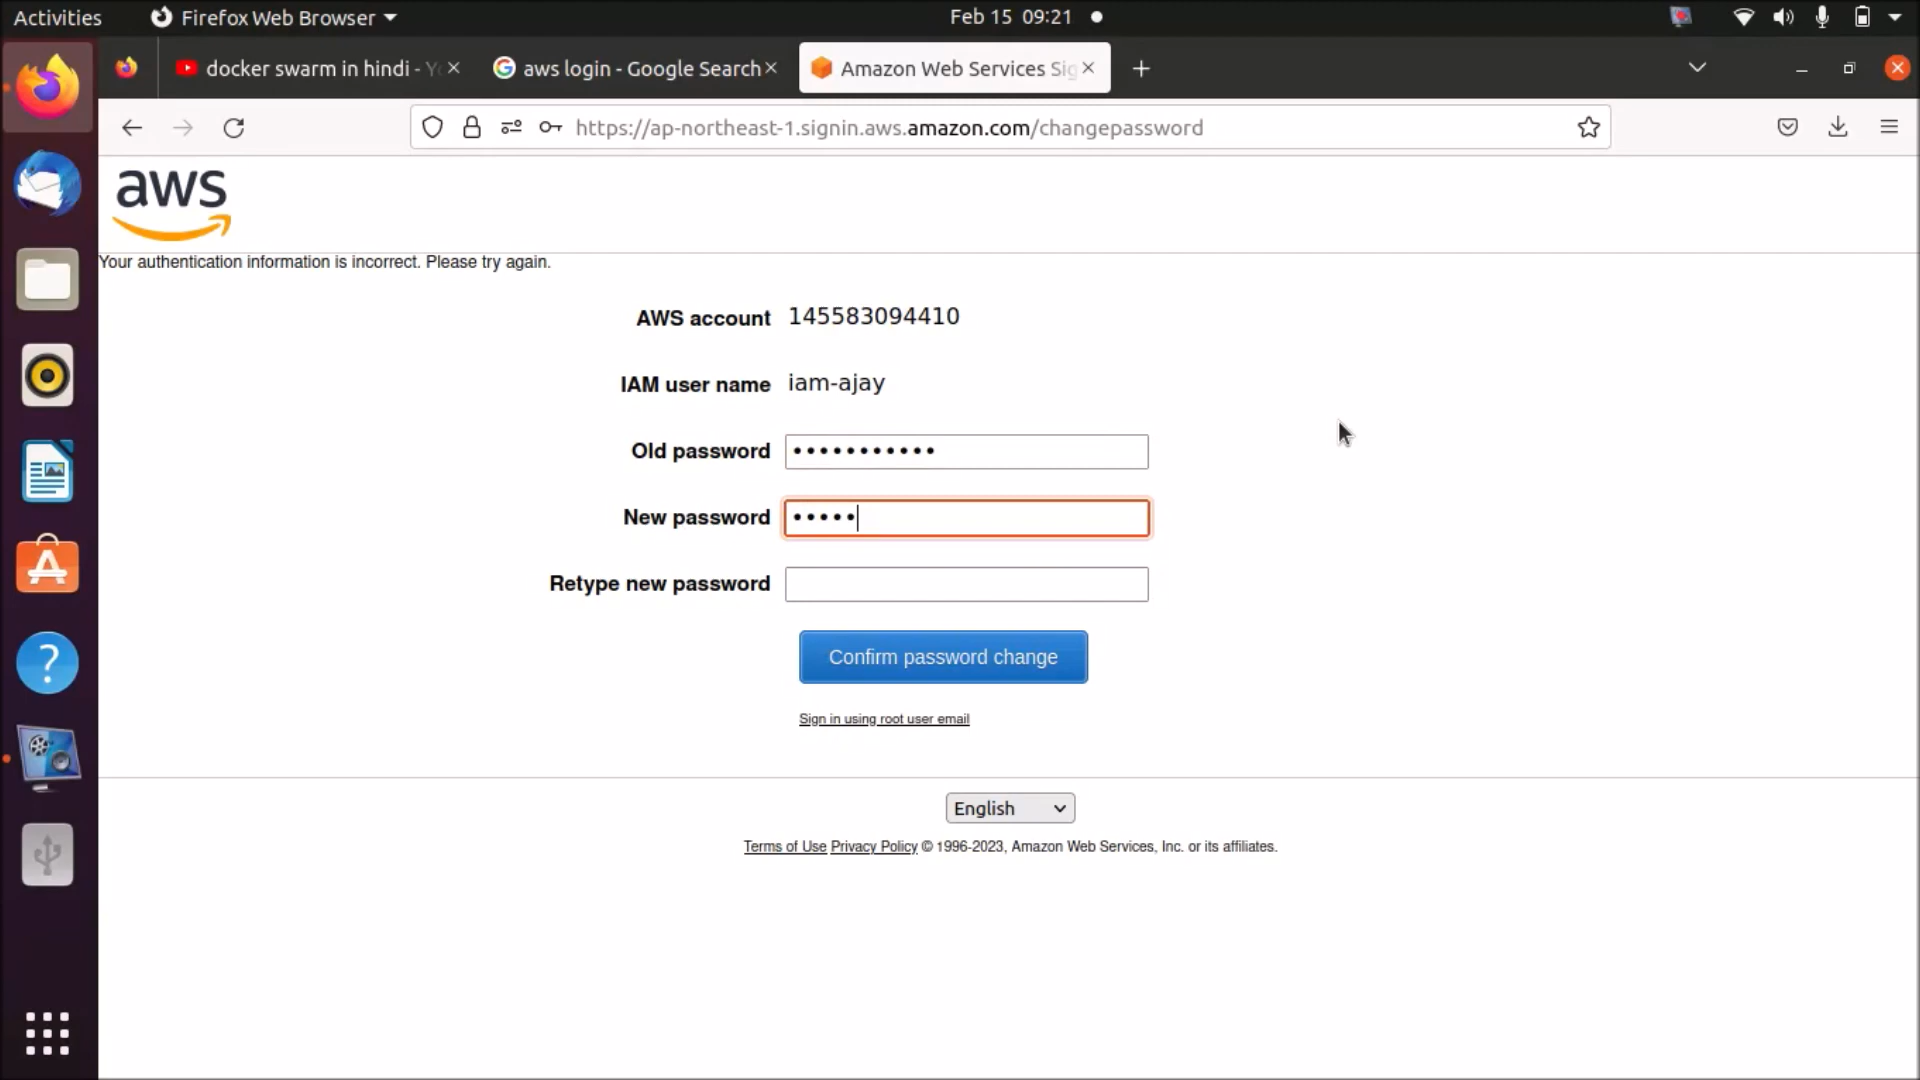 Activities Firefox Web Browser Feb 15 09:21
docker swarm in hindi - Yo aws login - Google Search Amazon Web Services Sig
https://ap-northeast-1.signin.aws.amazon.com/changepassword
aws
Your authentication information is incorrect. Please try again.
AWS account 145583094410
IAM user name iam-ajay
Old password •••••••••••
New password •••••
Retype new password
Confirm password change
Sign in using root user email
English
Terms of Use Privacy Policy © 1996-2023, Amazon Web Services, Inc. or its affiliates.